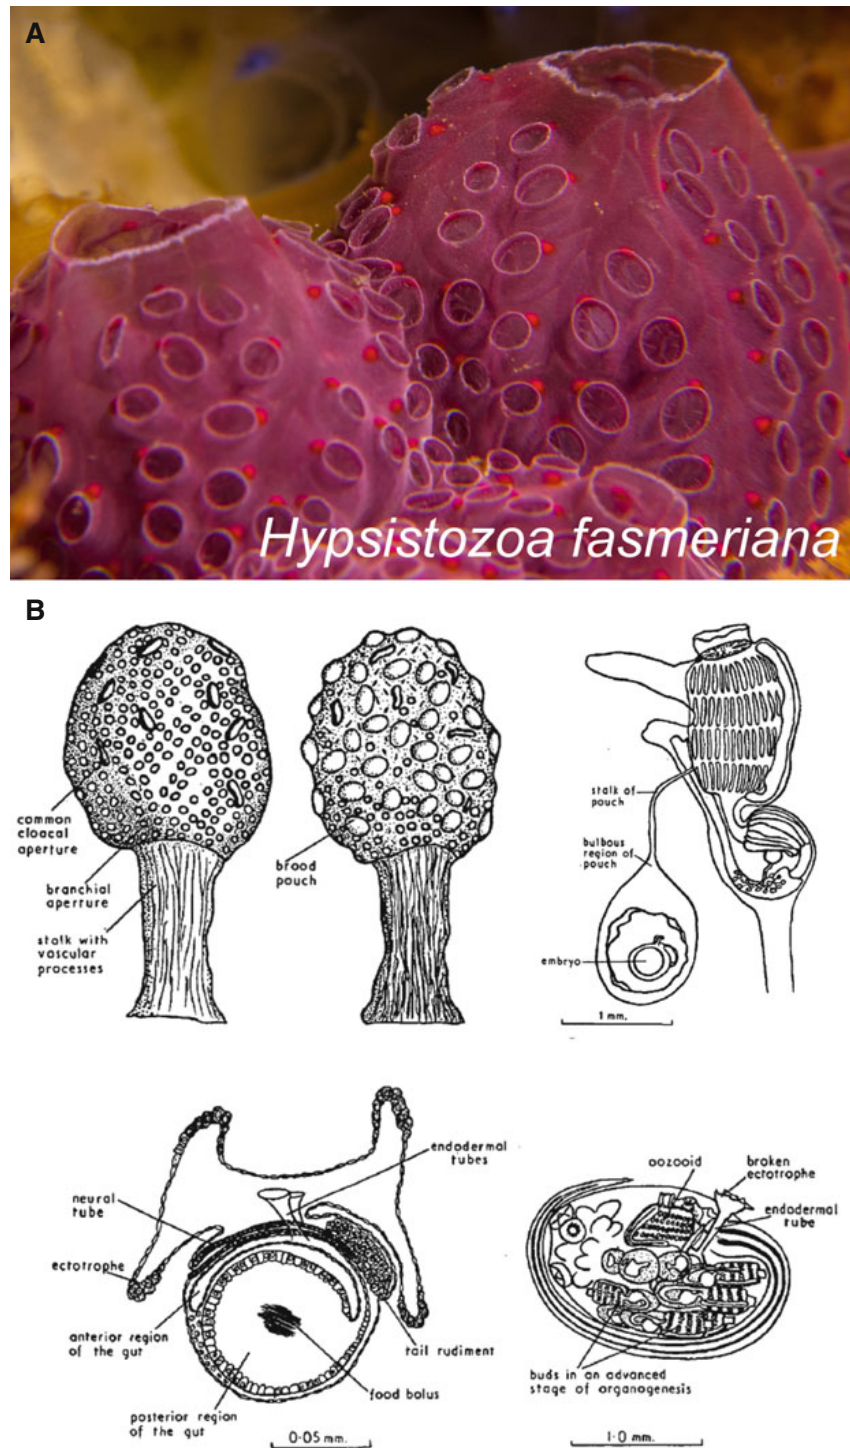 A
Hypsistozoa fasmeriana
B
common
cloacal
aperture
branchial
aperture
stalk with
vascular
processes
brood
pouch
stalk of
pouch
bulbous
region of
pouch
embryo
1 mm.
neural
tube
ectotrophe
anterior region
of the gut
posterior region
of the gut
endodermal
tubes
tail rudiment
food bolus
0·05 mm.
oozooid
broken
ectotrophe
endodermal
tube
buds in an advanced
stage of organogenesis
1·0 mm.